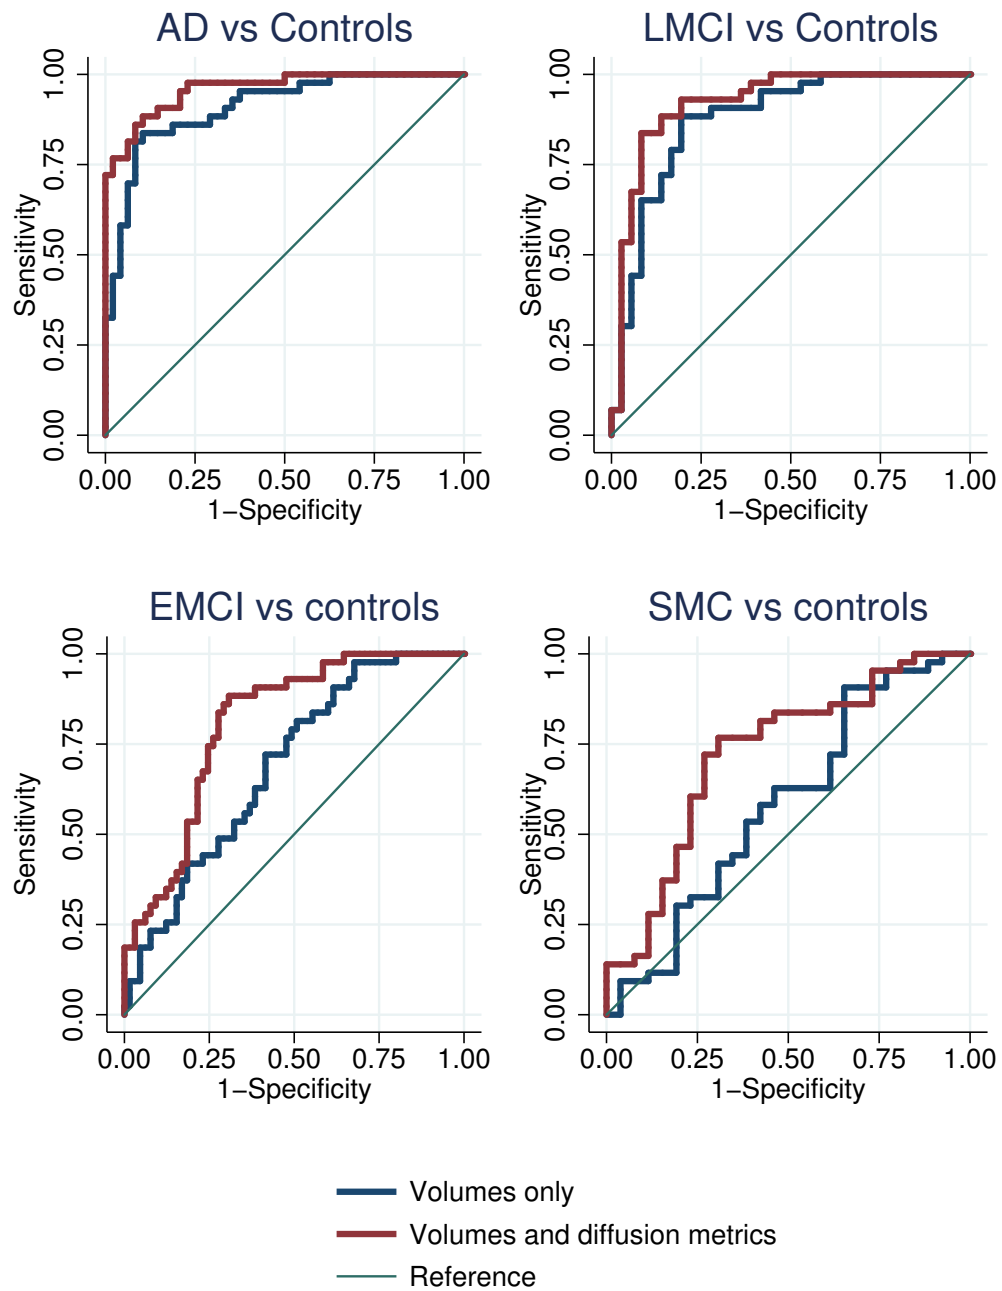 AD vs Controls
Sensitivity
1.00
0.75
0.50
0.25
0.00
0.00 0.25 0.50 0.75 1.00
1−Specificity
LMCI vs Controls
Sensitivity
1.00
0.75
0.50
0.25
0.00
0.00 0.25 0.50 0.75 1.00
1−Specificity
EMCI vs controls
Sensitivity
1.00
0.75
0.50
0.25
0.00
0.00 0.25 0.50 0.75 1.00
1−Specificity
SMC vs controls
Sensitivity
1.00
0.75
0.50
0.25
0.00
0.00 0.25 0.50 0.75 1.00
1−Specificity
Volumes only
Volumes and diffusion metrics
Reference